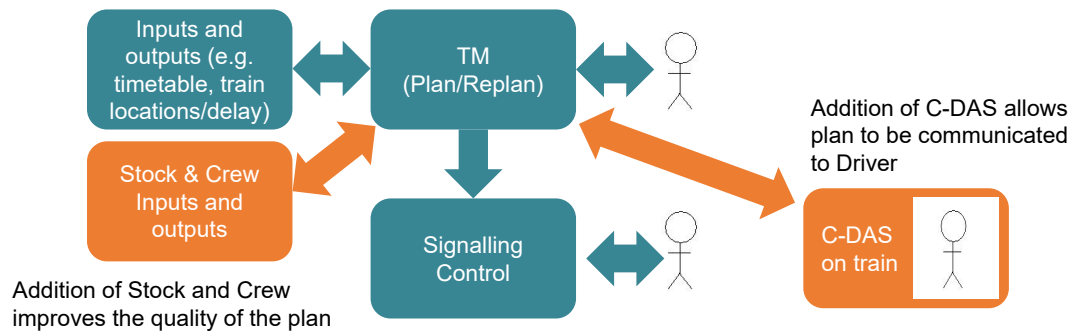 Inputs and
outputs (e.g.
timetable, train
locations/delay)
TM
(Plan/Replan)
Addition of C-DAS allows
plan to be communicated
to Driver
Stock & Crew
Inputs and
outputs
Signalling
Control
C-DAS
on train
Addition of Stock and Crew
improves the quality of the plan